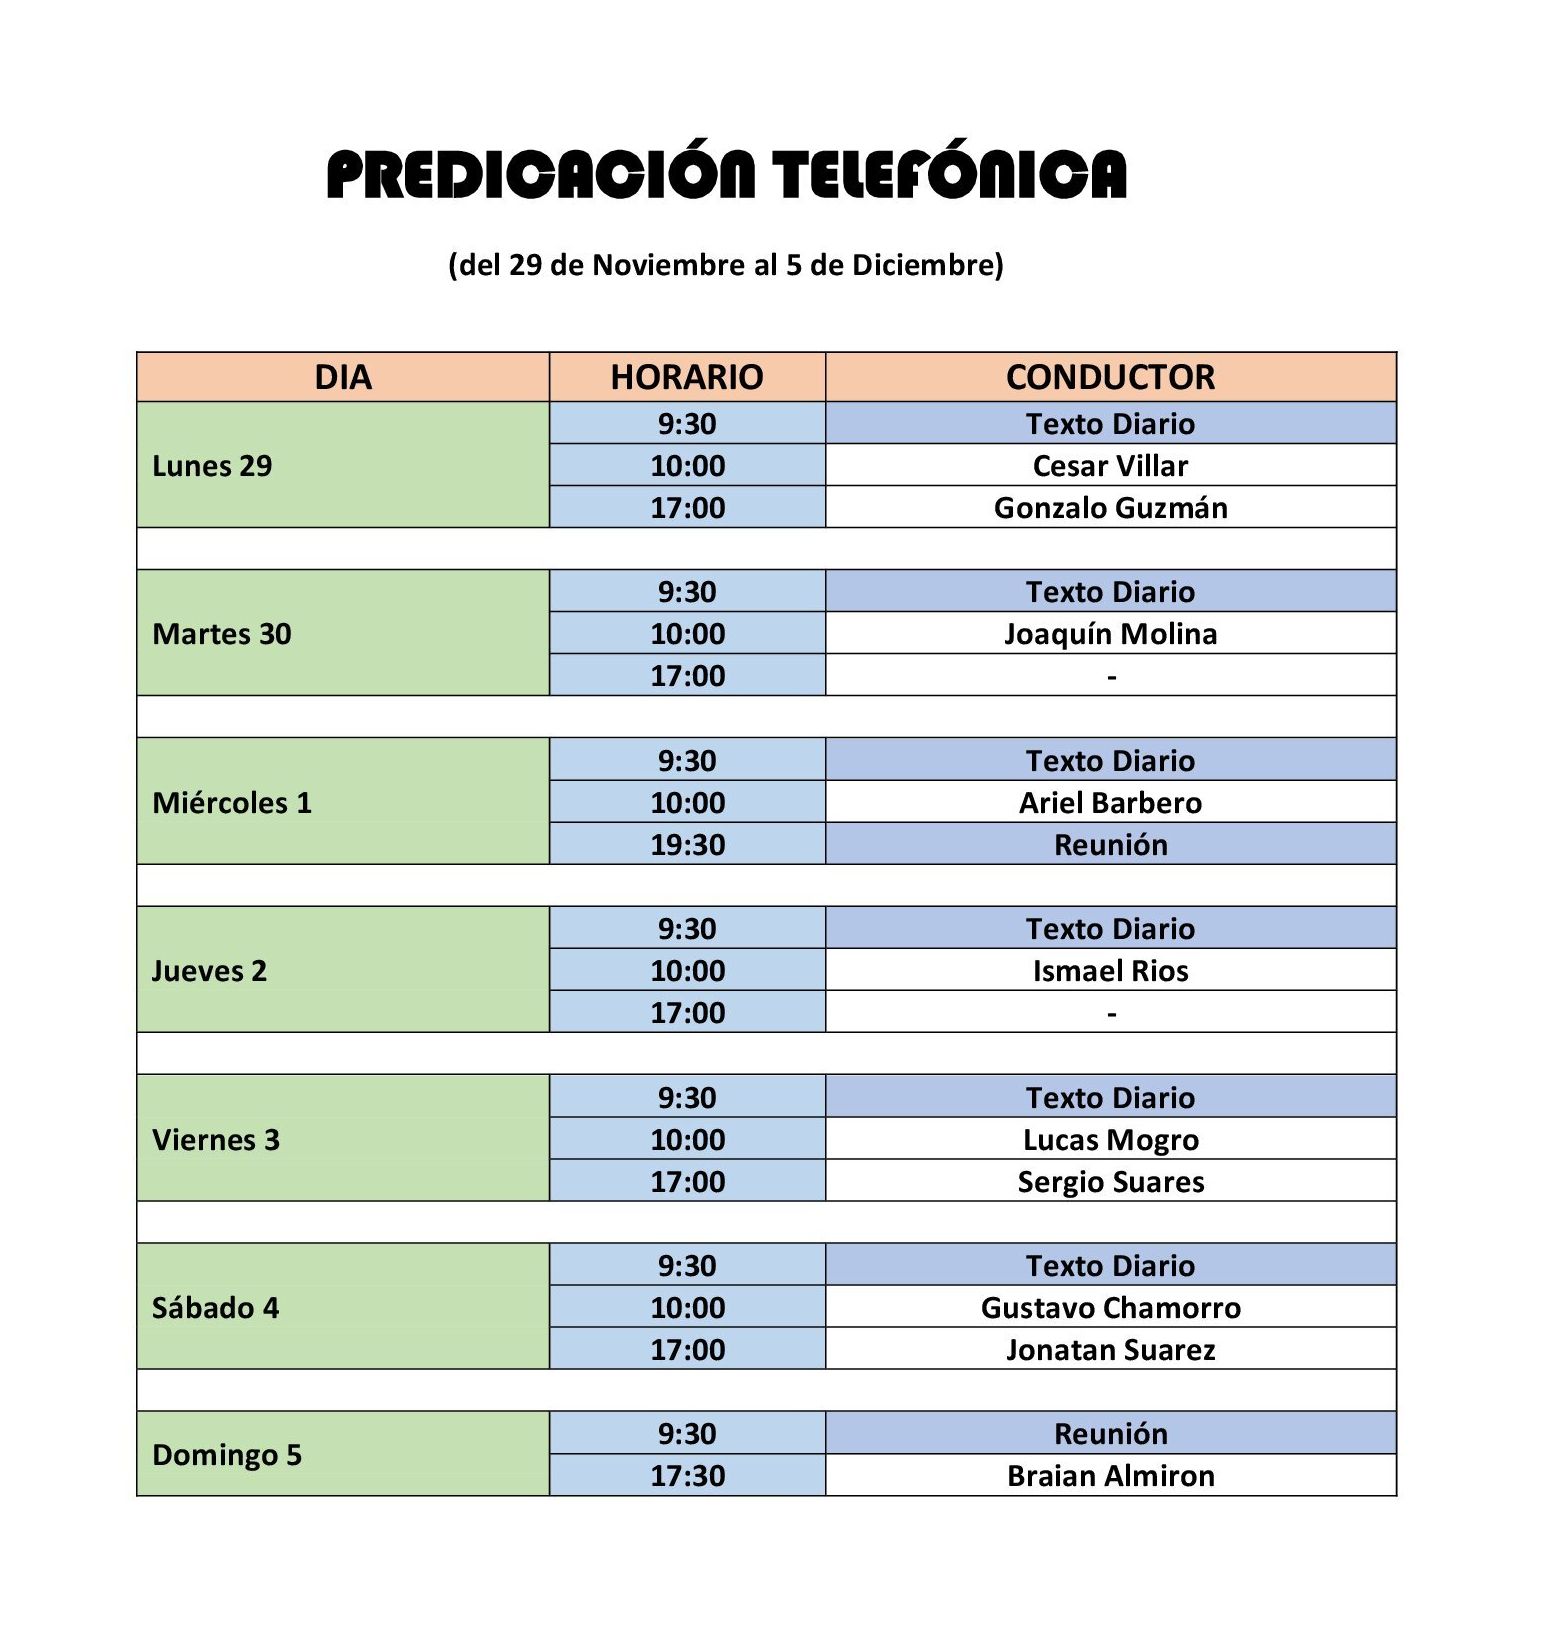 PREDICACIÓN TELEFÓNICA
(del 29 de Noviembre al 5 de Diciembre)
DIA HORARIO CONDUCTOR
Lunes 29
9:30 Texto Diario
10:00 Cesar Villar
17:00 Gonzalo Guzmán
Martes 30
9:30 Texto Diario
10:00 Joaquín Molina
17:00 -
Miércoles 1
9:30 Texto Diario
10:00 Ariel Barbero
19:30 Reunión
Jueves 2
9:30 Texto Diario
10:00 Ismael Rios
17:00 -
Viernes 3
9:30 Texto Diario
10:00 Lucas Mogro
17:00 Sergio Suares
Sábado 4
9:30 Texto Diario
10:00 Gustavo Chamorro
17:00 Jonatan Suarez
Domingo 5
9:30 Reunión
17:30 Braian Almiron